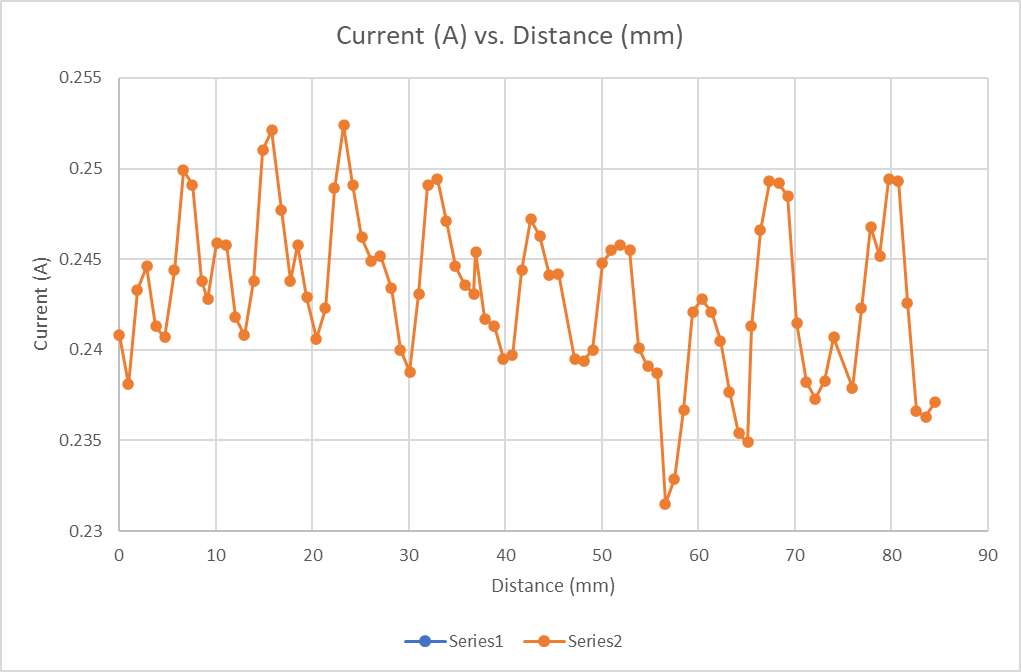 Current (A) vs. Distance (mm)
0.255
0.25
0.245
0.24
0.235
0.23
Current (A)
0 10 20 30 40 50 60 70 80 90
Distance (mm)
Series1 Series2